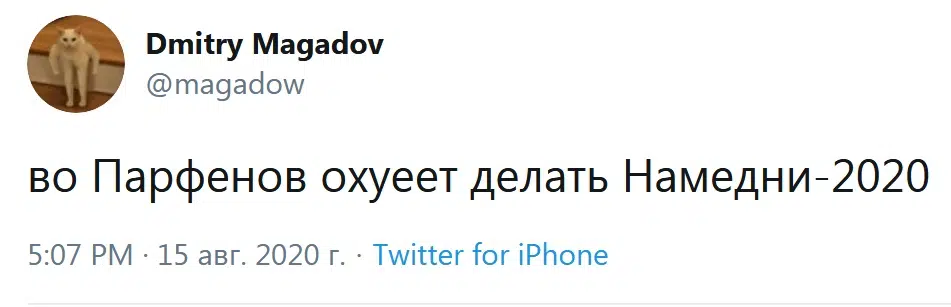 Dmitry Magadov
@magadow
во Парфенов охуеет делать Намедни-2020
5:07 PM · 15 авг. 2020 г. · Twitter for iPhone